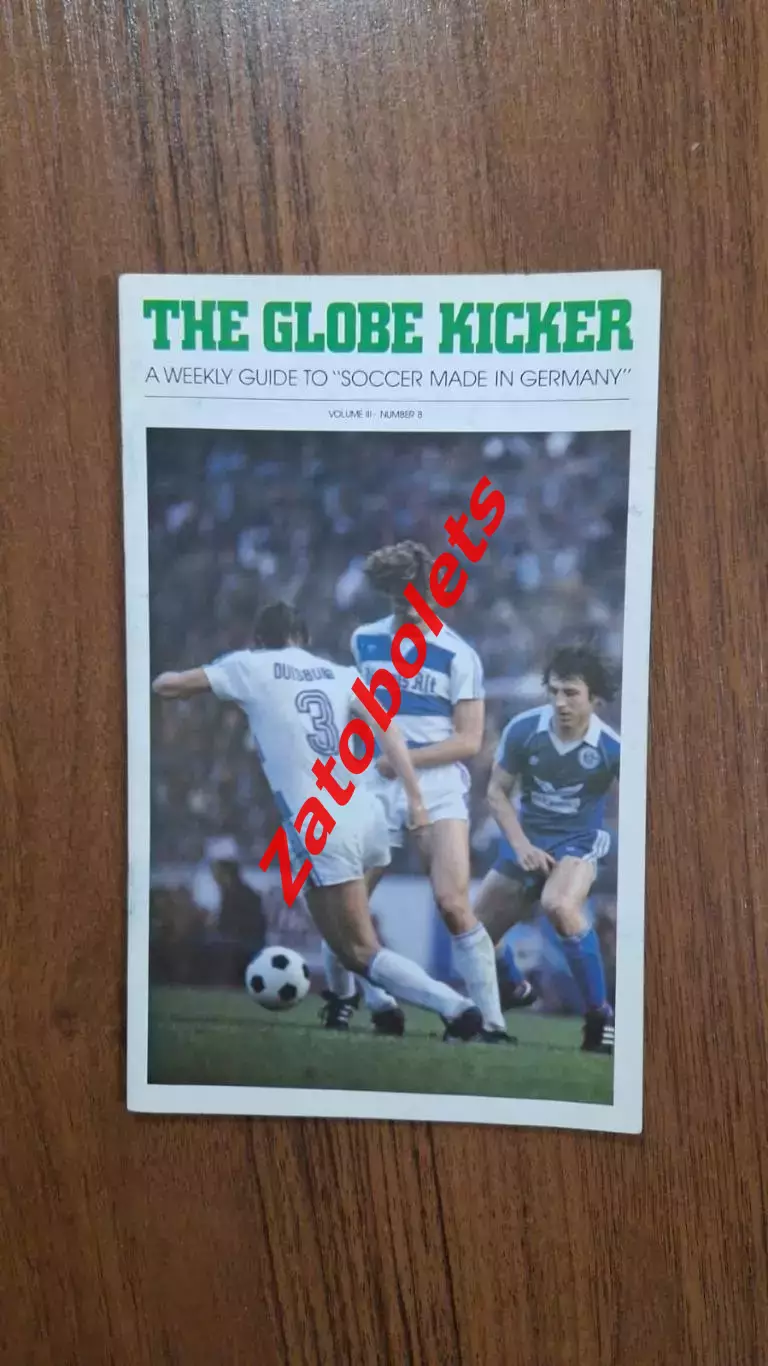 THE GLOBE KICKER
A WEEKLY GUIDE TO "SOCCER MADE IN GERMANY"
VOLUME III - NUMBER 8
DUISBURG
3
Zatobolets